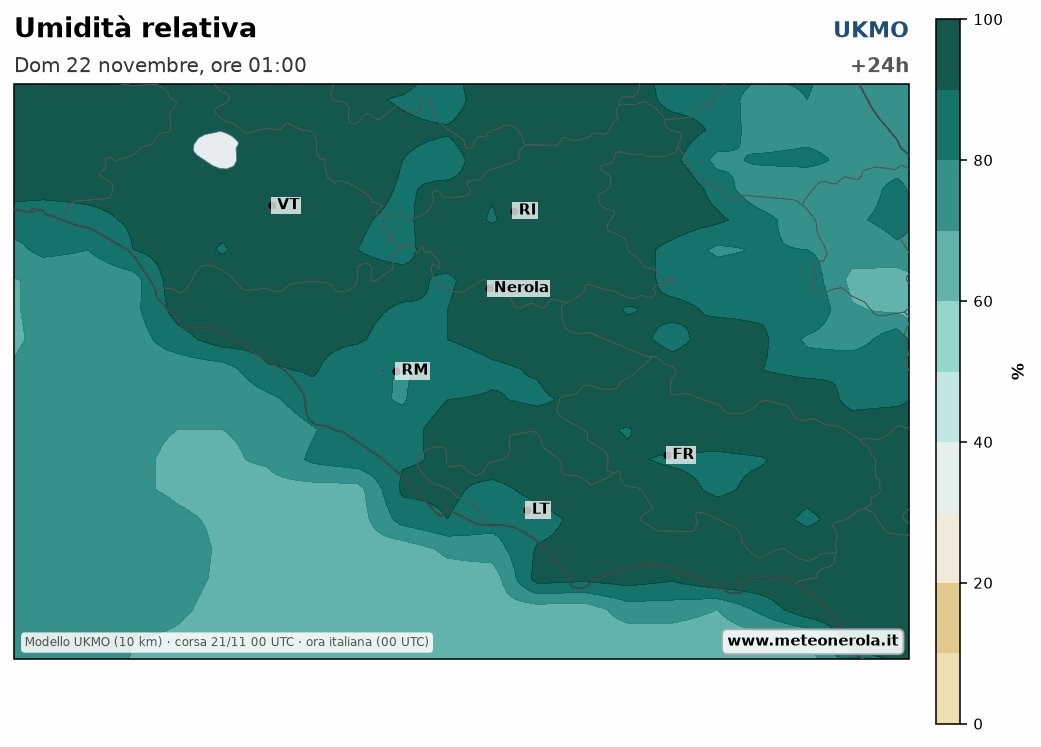 Umidità relativa
UKMO
Dom 22 novembre, ore 01:00
+24h
100
80
60
40
20
0
%
VT
RI
Nerola
RM
FR
LT
Modello UKMO (10 km) · corsa 21/11 00 UTC · ora italiana (00 UTC)
www.meteonerola.it